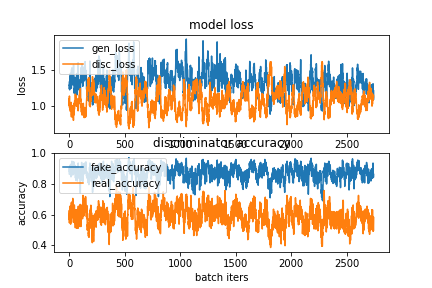 model loss
gen_loss
disc_loss
loss
1.5
1.0
0 500 1000 1500 2000 2500
discriminator accuracy
fake_accuracy
real_accuracy
accuracy
1.0
0.8
0.6
0.4
0 500 1000 1500 2000 2500
batch iters